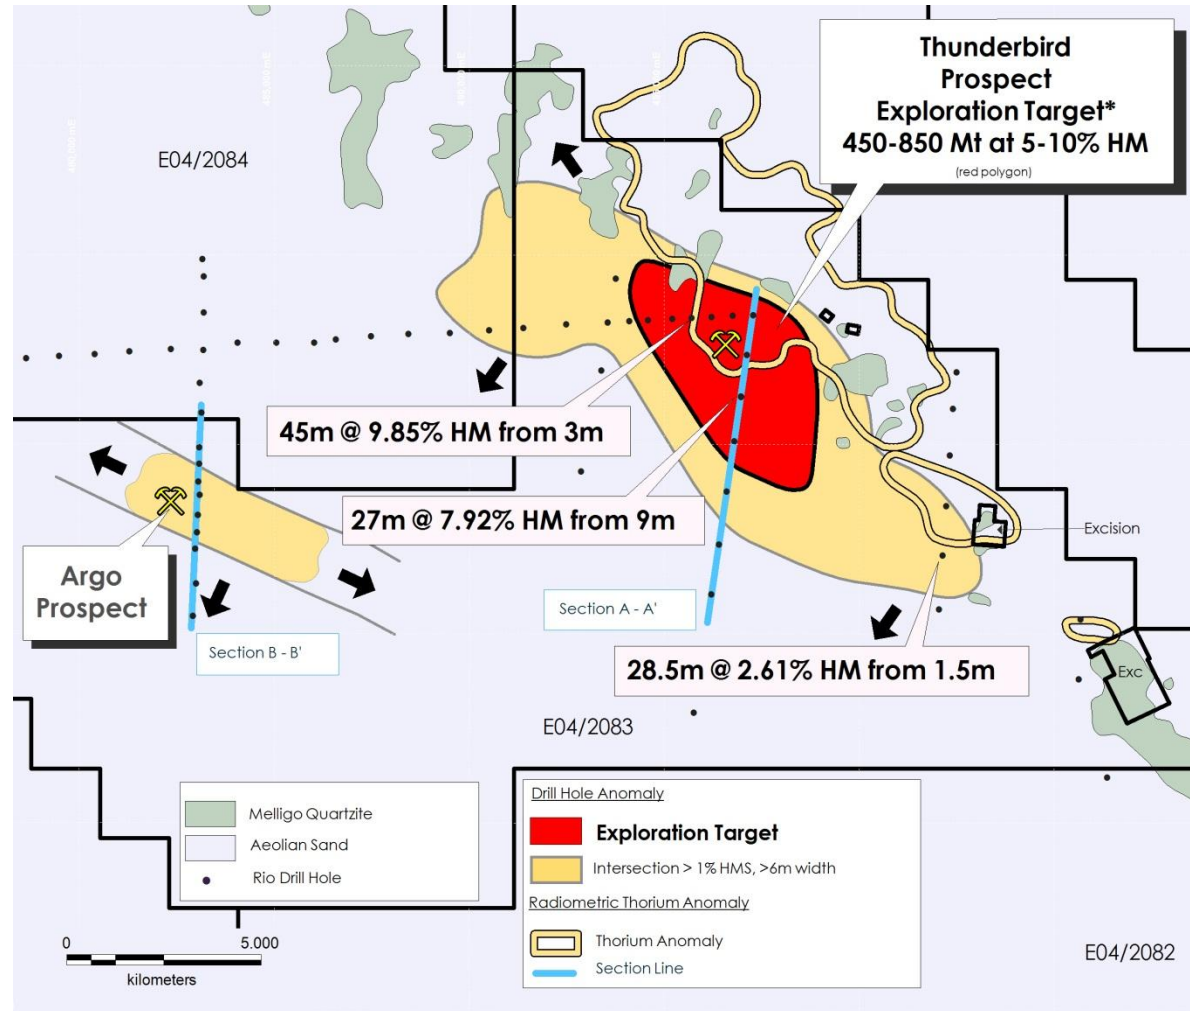 Thunderbird
Prospect
Exploration Target*
450-850 Mt at 5-10% HM
(red polygon)
E04/2084
45m @ 9.85% HM from 3m
27m @ 7.92% HM from 9m
Excision
Argo
Prospect
Section A - A'
Section B - B'
28.5m @ 2.61% HM from 1.5m
Exc
E04/2083
Melligo Quartzite
Aeolian Sand
Rio Drill Hole
Drill Hole Anomaly
Exploration Target
Intersection > 1% HMS, >6m width
Radiometric Thorium Anomaly
Thorium Anomaly
Section Line
0 5.000
kilometers
E04/2082